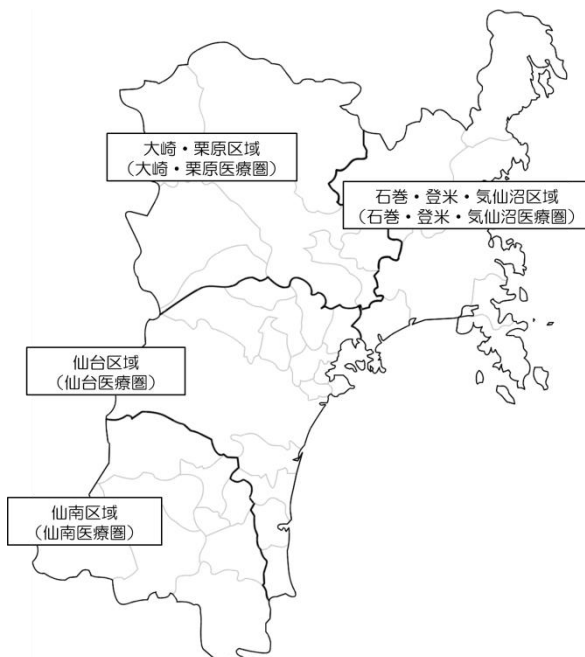 大崎・栗原区域
(大崎・栗原医療圏)
石巻・登米・気仙沼区域
(石巻・登米・気仙沼医療圏)
仙台区域
(仙台医療圏)
仙南区域
(仙南医療圏)